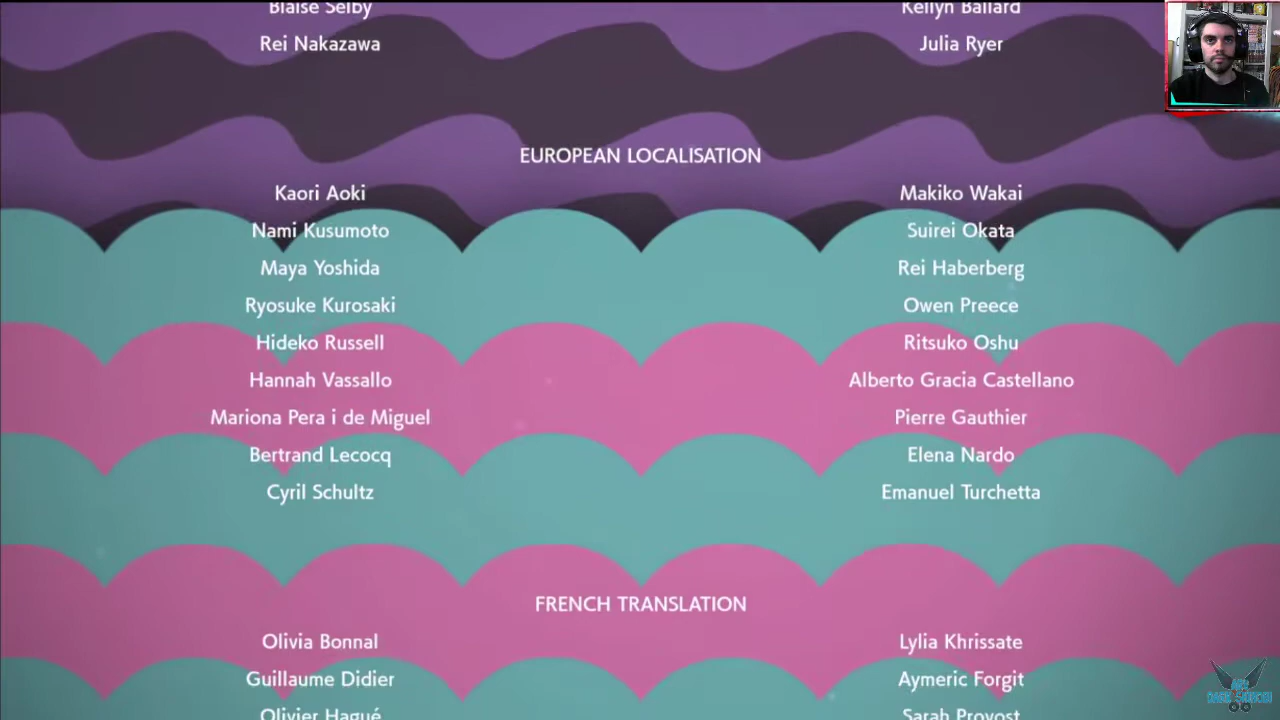 Blaise Selby Kellyn Ballard
Rei Nakazawa Julia Ryer
EUROPEAN LOCALISATION
Kaori Aoki Makiko Wakai
Nami Kusumoto Suirei Okata
Maya Yoshida Rei Haberberg
Ryosuke Kurosaki Owen Preece
Hideko Russell Ritsuko Oshu
Hannah Vassallo Alberto Gracia Castellano
Mariona Pera i de Miguel Pierre Gauthier
Bertrand Lecocq Elena Nardo
Cyril Schultz Emanuel Turchetta
FRENCH TRANSLATION
Olivia Bonnal Lylia Khrissate
Guillaume Didier Aymeric Forgit
Olivier Hagué Sarah Provost